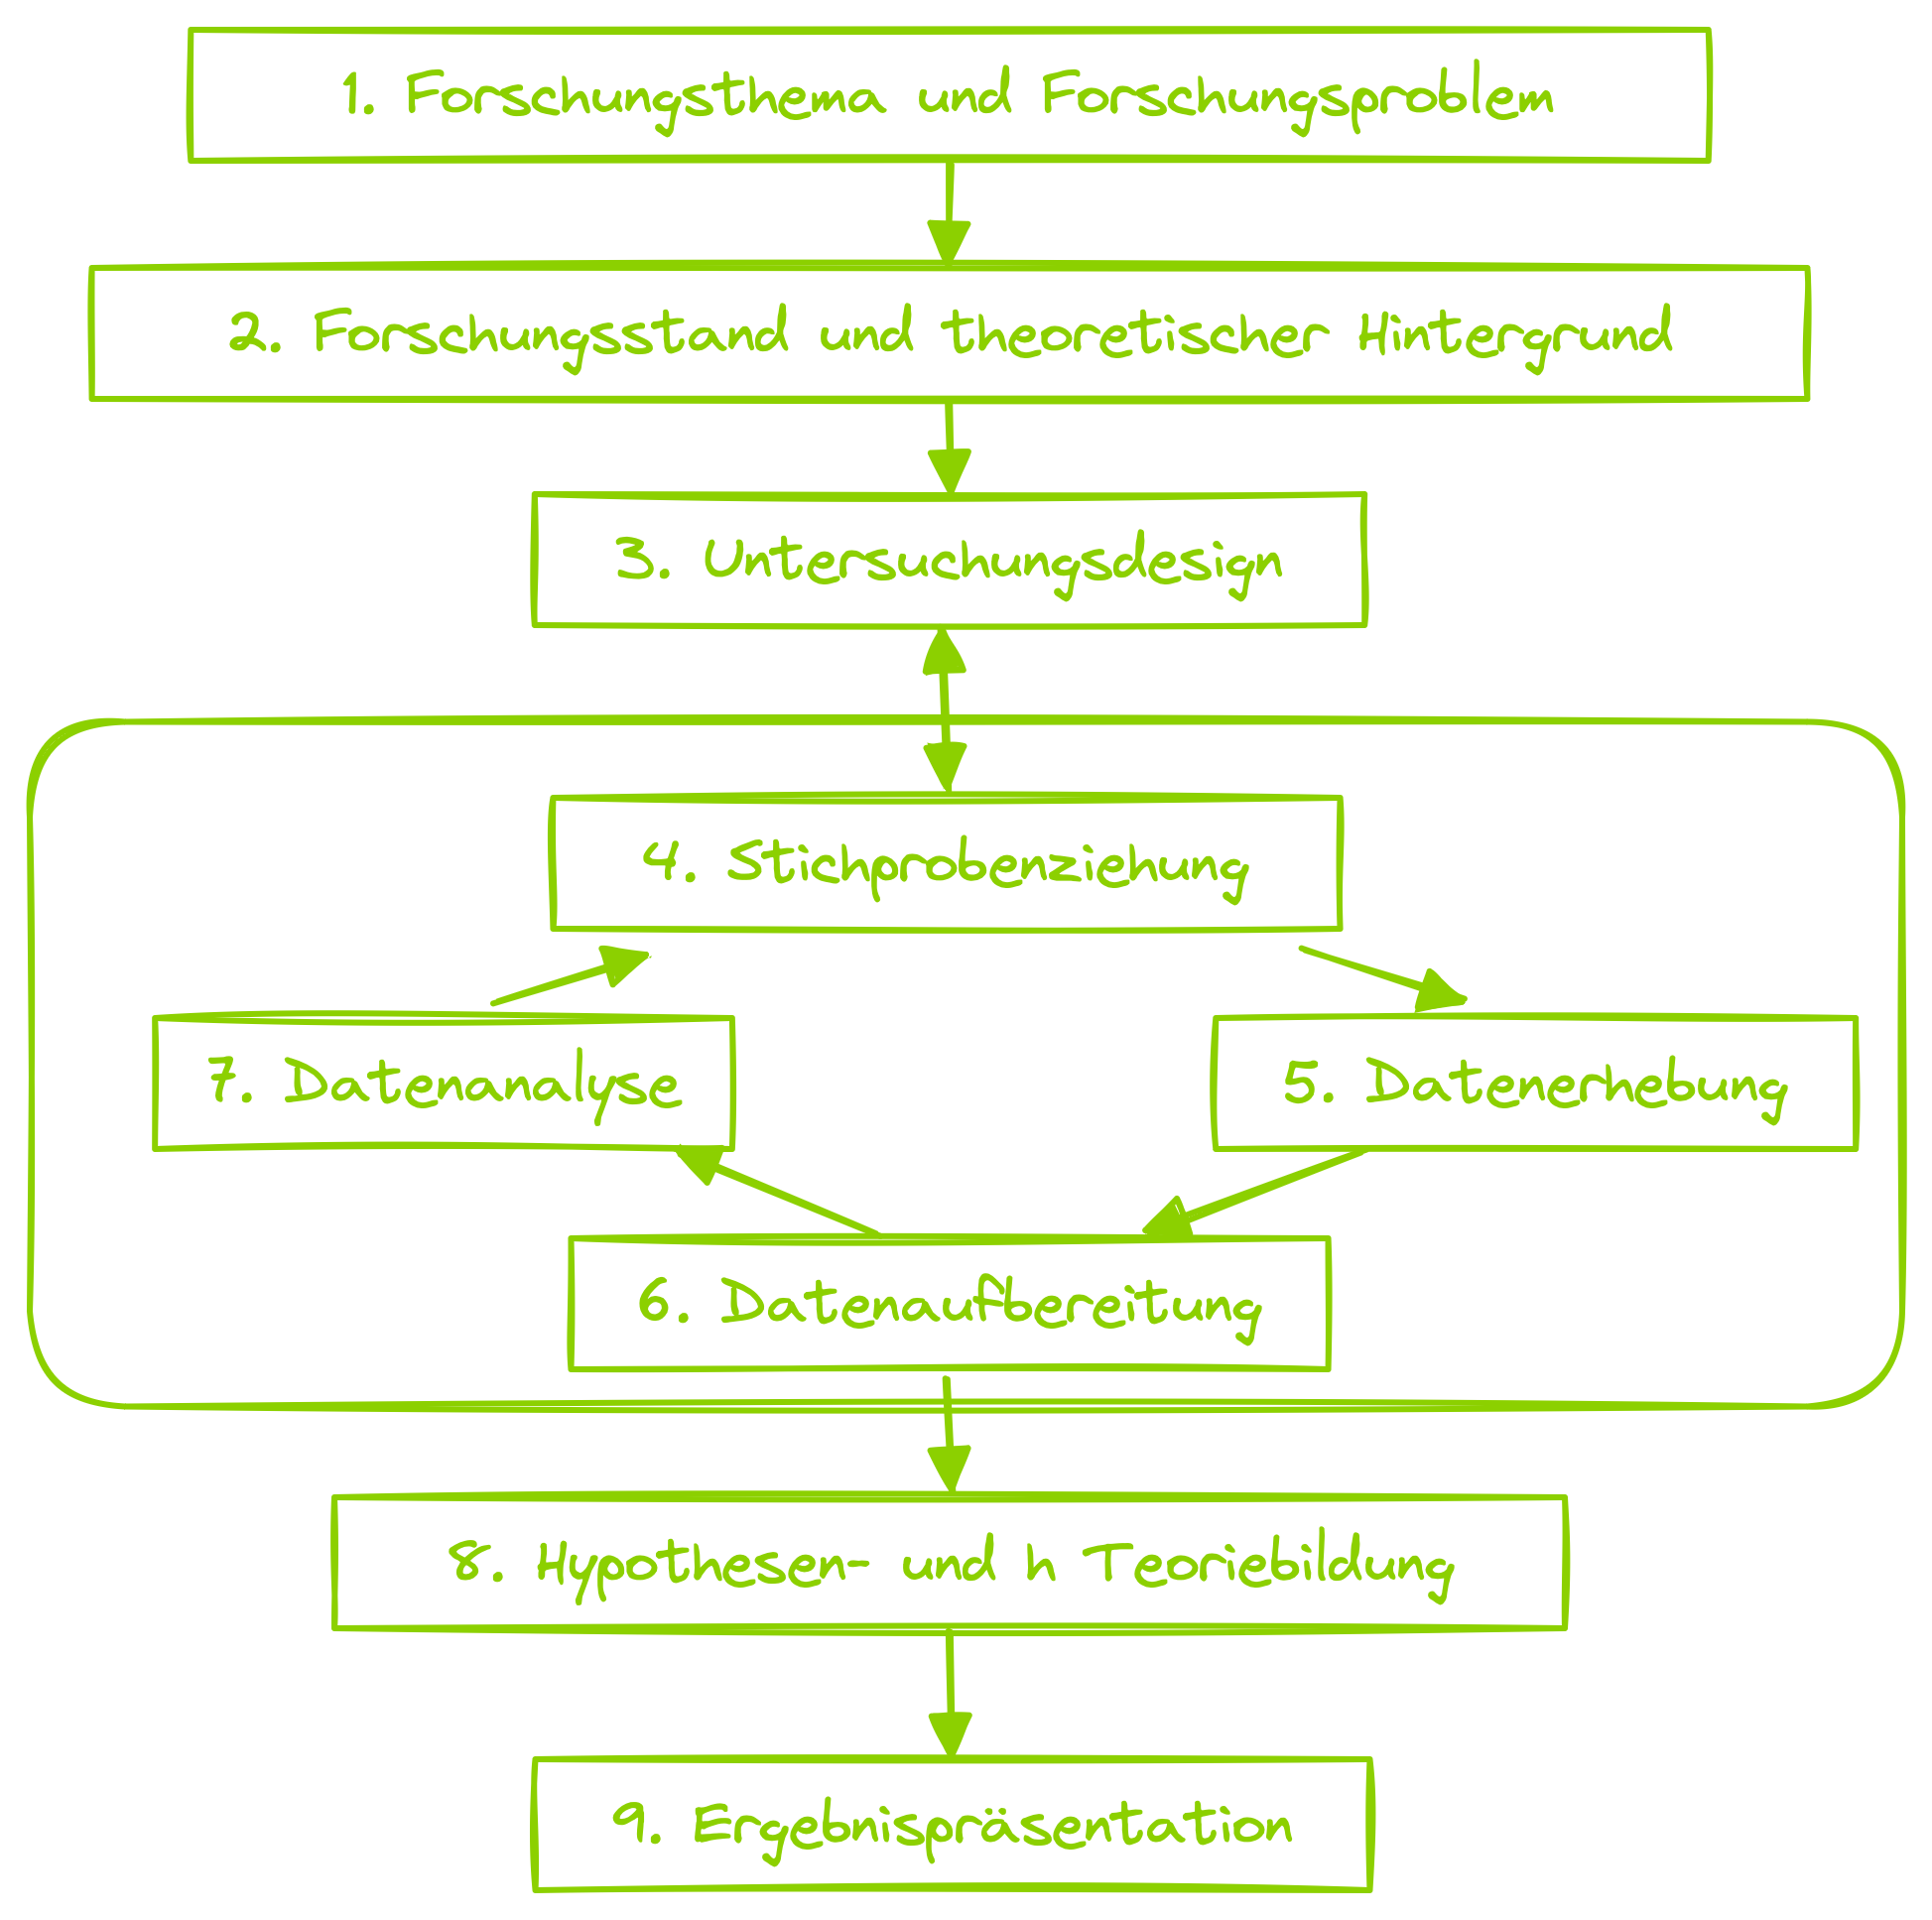 1. Forschungsthema und Forschungsproblem
2. Forschungsstand und theoretischer Hintergrund
3. Untersuchungsdesign
4. Stichprobenziehung
7. Datenanalyse
5. Datenerhebung
6. Datenaufbereitung
8. Hypothesen- und h Teoriebilldung
9. Ergebnispräsentation